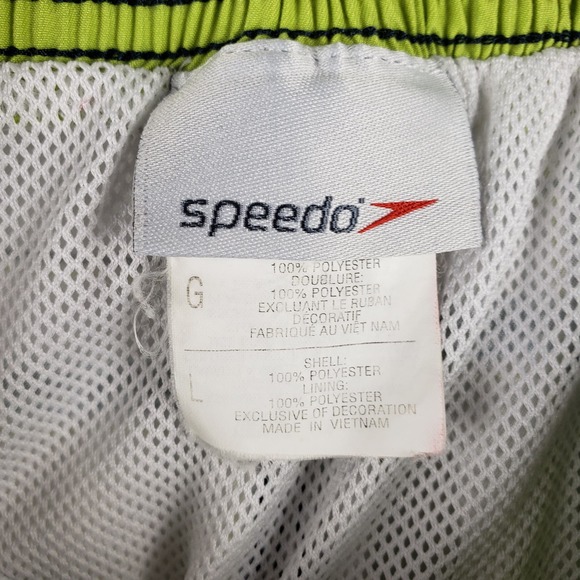 speedo
G
100% POLYESTER
DOUBLURE:
100% POLYESTER
EXCLUANT LE RUBAN
DÉCORATIF
FABRIQUÉ AU VIÊT NAM
L
SHELL:
100% POLYESTER
LINING:
100% POLYESTER
EXCLUSIVE OF DECORATION
MADE IN VIETNAM